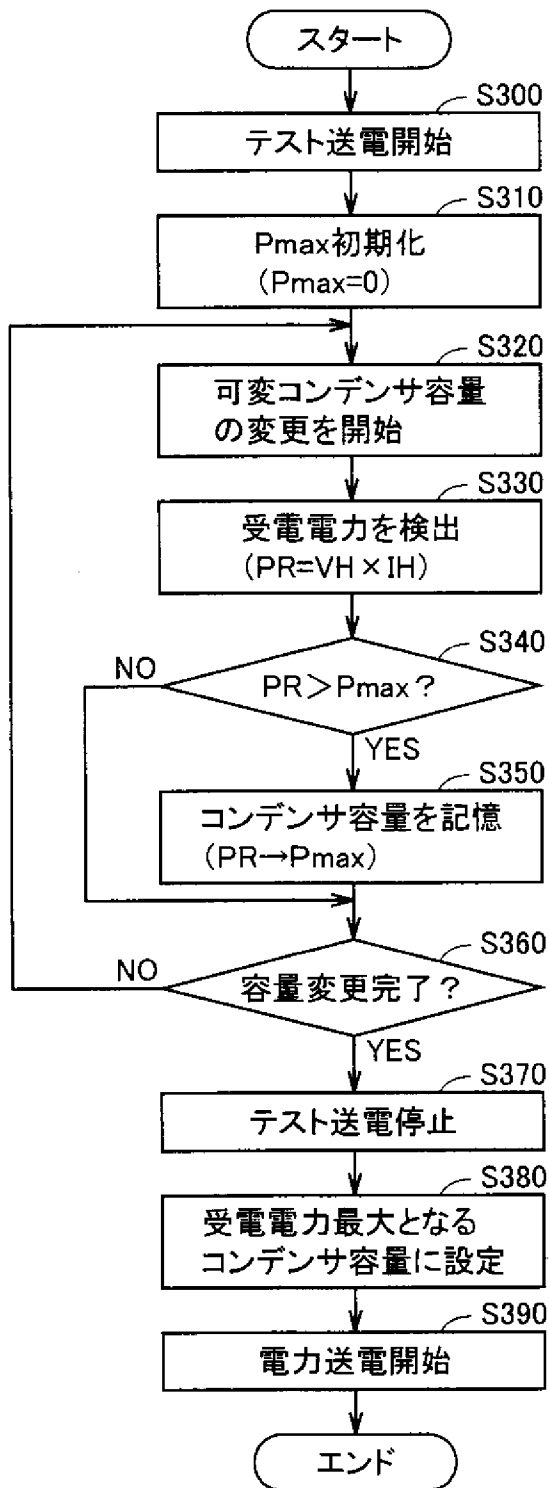 スタート
S300
テスト送電開始
S310
Pmax初期化
(Pmax=0)
S320
可変コンデンサ容量
の変更を開始
S330
受電電力を検出
(PR=VH×IH)
S340
NO
PR>Pmax?
YES
S350
コンデンサ容量を記憶
(PR→Pmax)
S360
NO
容量変更完了?
YES
S370
テスト送電停止
S380
受電電力最大となる
コンデンサ容量に設定
S390
電力送電開始
エンド